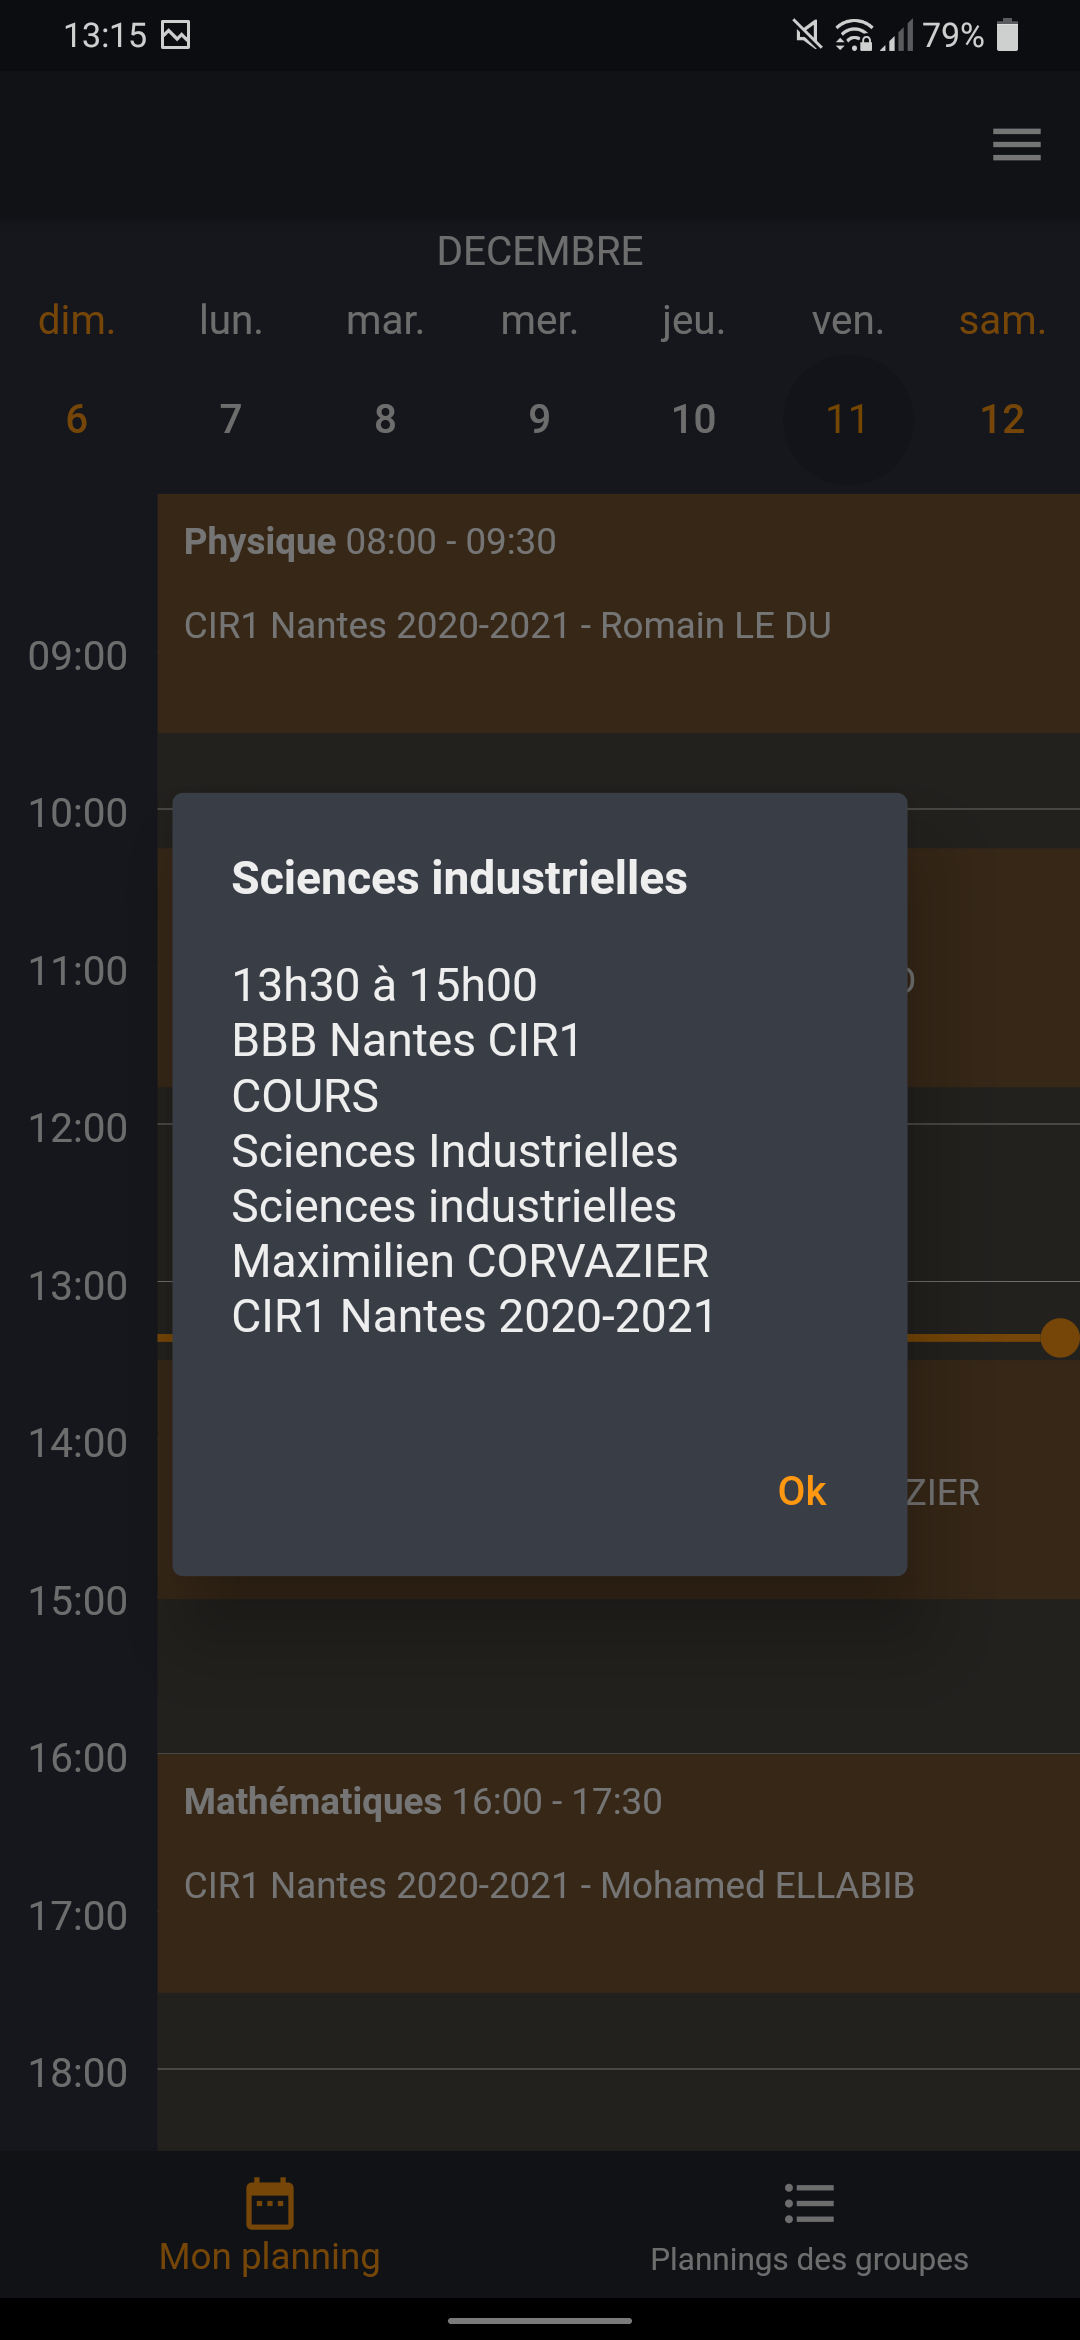 13:15 79%
DECEMBRE
dim. lun. mar. mer. jeu. ven. sam.
6 7 8 9 10 11 12
Physique 08:00 - 09:30
CIR1 Nantes 2020-2021 - Romain LE DU
09:00
10:00
Sciences industrielles
11:00
13h30 à 15h00
BBB Nantes CIR1
COURS
12:00
Sciences Industrielles
Sciences industrielles
Maximilien CORVAZIER
13:00
CIR1 Nantes 2020-2021
14:00
Ok
ZIER
15:00
16:00
Mathématiques 16:00 - 17:30
CIR1 Nantes 2020-2021 - Mohamed ELLABIB
17:00
18:00
Mon planning
Plannings des groupes